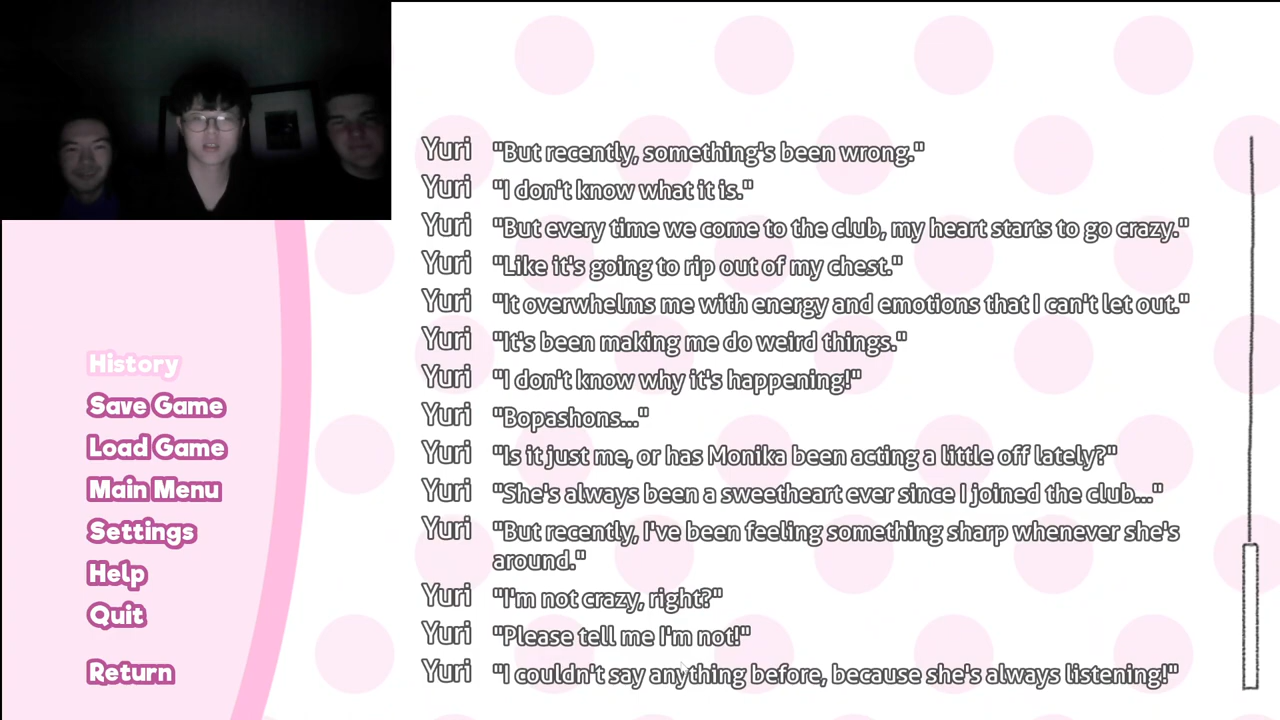 Yuri "But recently, something's been wrong."
Yuri "I don't know what it is."
Yuri "But every time we come to the club, my heart starts to go crazy."
Yuri "Like it's going to rip out of my chest."
Yuri "It overwhelms me with energy and emotions that I can't let out."
Yuri "It's been making me do weird things."
Yuri "I don't know why it's happening!"
Yuri "Bopashons..."
Yuri "Is it just me, or has Monika been acting a little off lately?"
Yuri "She's always been a sweetheart ever since I joined the club..."
Yuri "But recently, I've been feeling something sharp whenever she's
around."
Yuri "I'm not crazy, right?"
Yuri "Please tell me I'm not!"
Yuri "I couldn't say anything before, because she's always listening!"
History
Save Game
Load Game
Main Menu
Settings
Help
Quit
Return